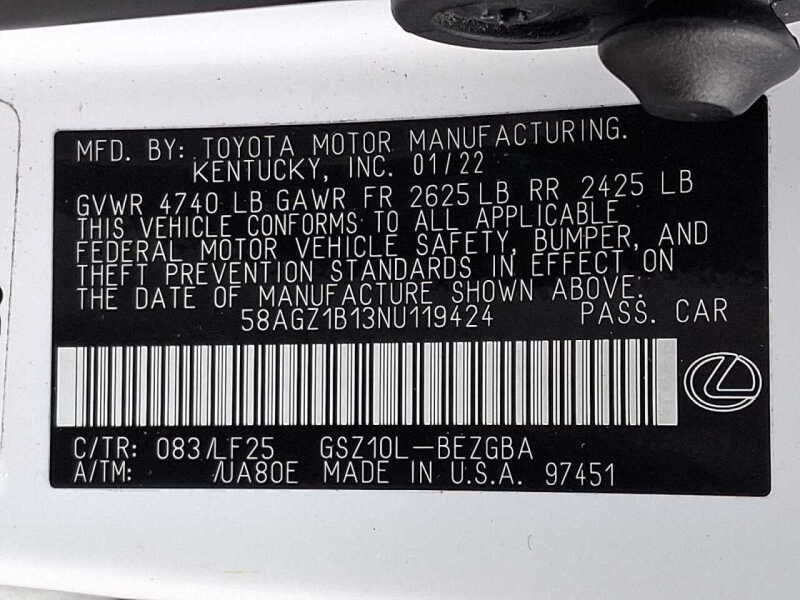 MFD. BY: TOYOTA MOTOR MANUFACTURING.
KENTUCKY, INC. 01/22
GVWR 4740 LB GAWR FR 2625 LB RR 2425 LB
THIS VEHICLE CONFORMS TO ALL APPLICABLE
FEDERAL MOTOR VEHICLE SAFETY, BUMPER, AND
THEFT PREVENTION STANDARDS IN EFFECT ON
THE DATE OF MANUFACTURE SHOWN ABOVE.
58AGZ1B13NU119424 PASS. CAR
C/TR: 083/LF25 GSZ10L-BEZGBA
A/TM: /UA80E MADE IN U.S.A. 97451